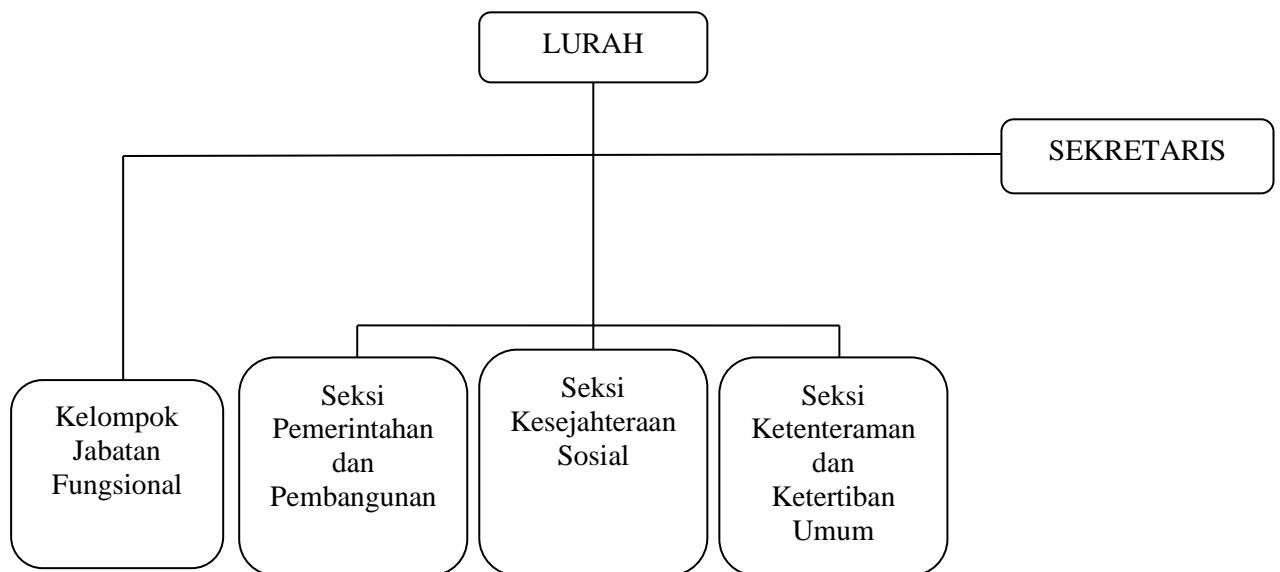 LURAH
SEKRETARIS
Kelompok
Jabatan
Fungsional
Seksi
Pemerintahan
dan
Pembangunan
Seksi
Kesejahteraan
Sosial
Seksi
Ketenteraman
dan
Ketertiban
Umum